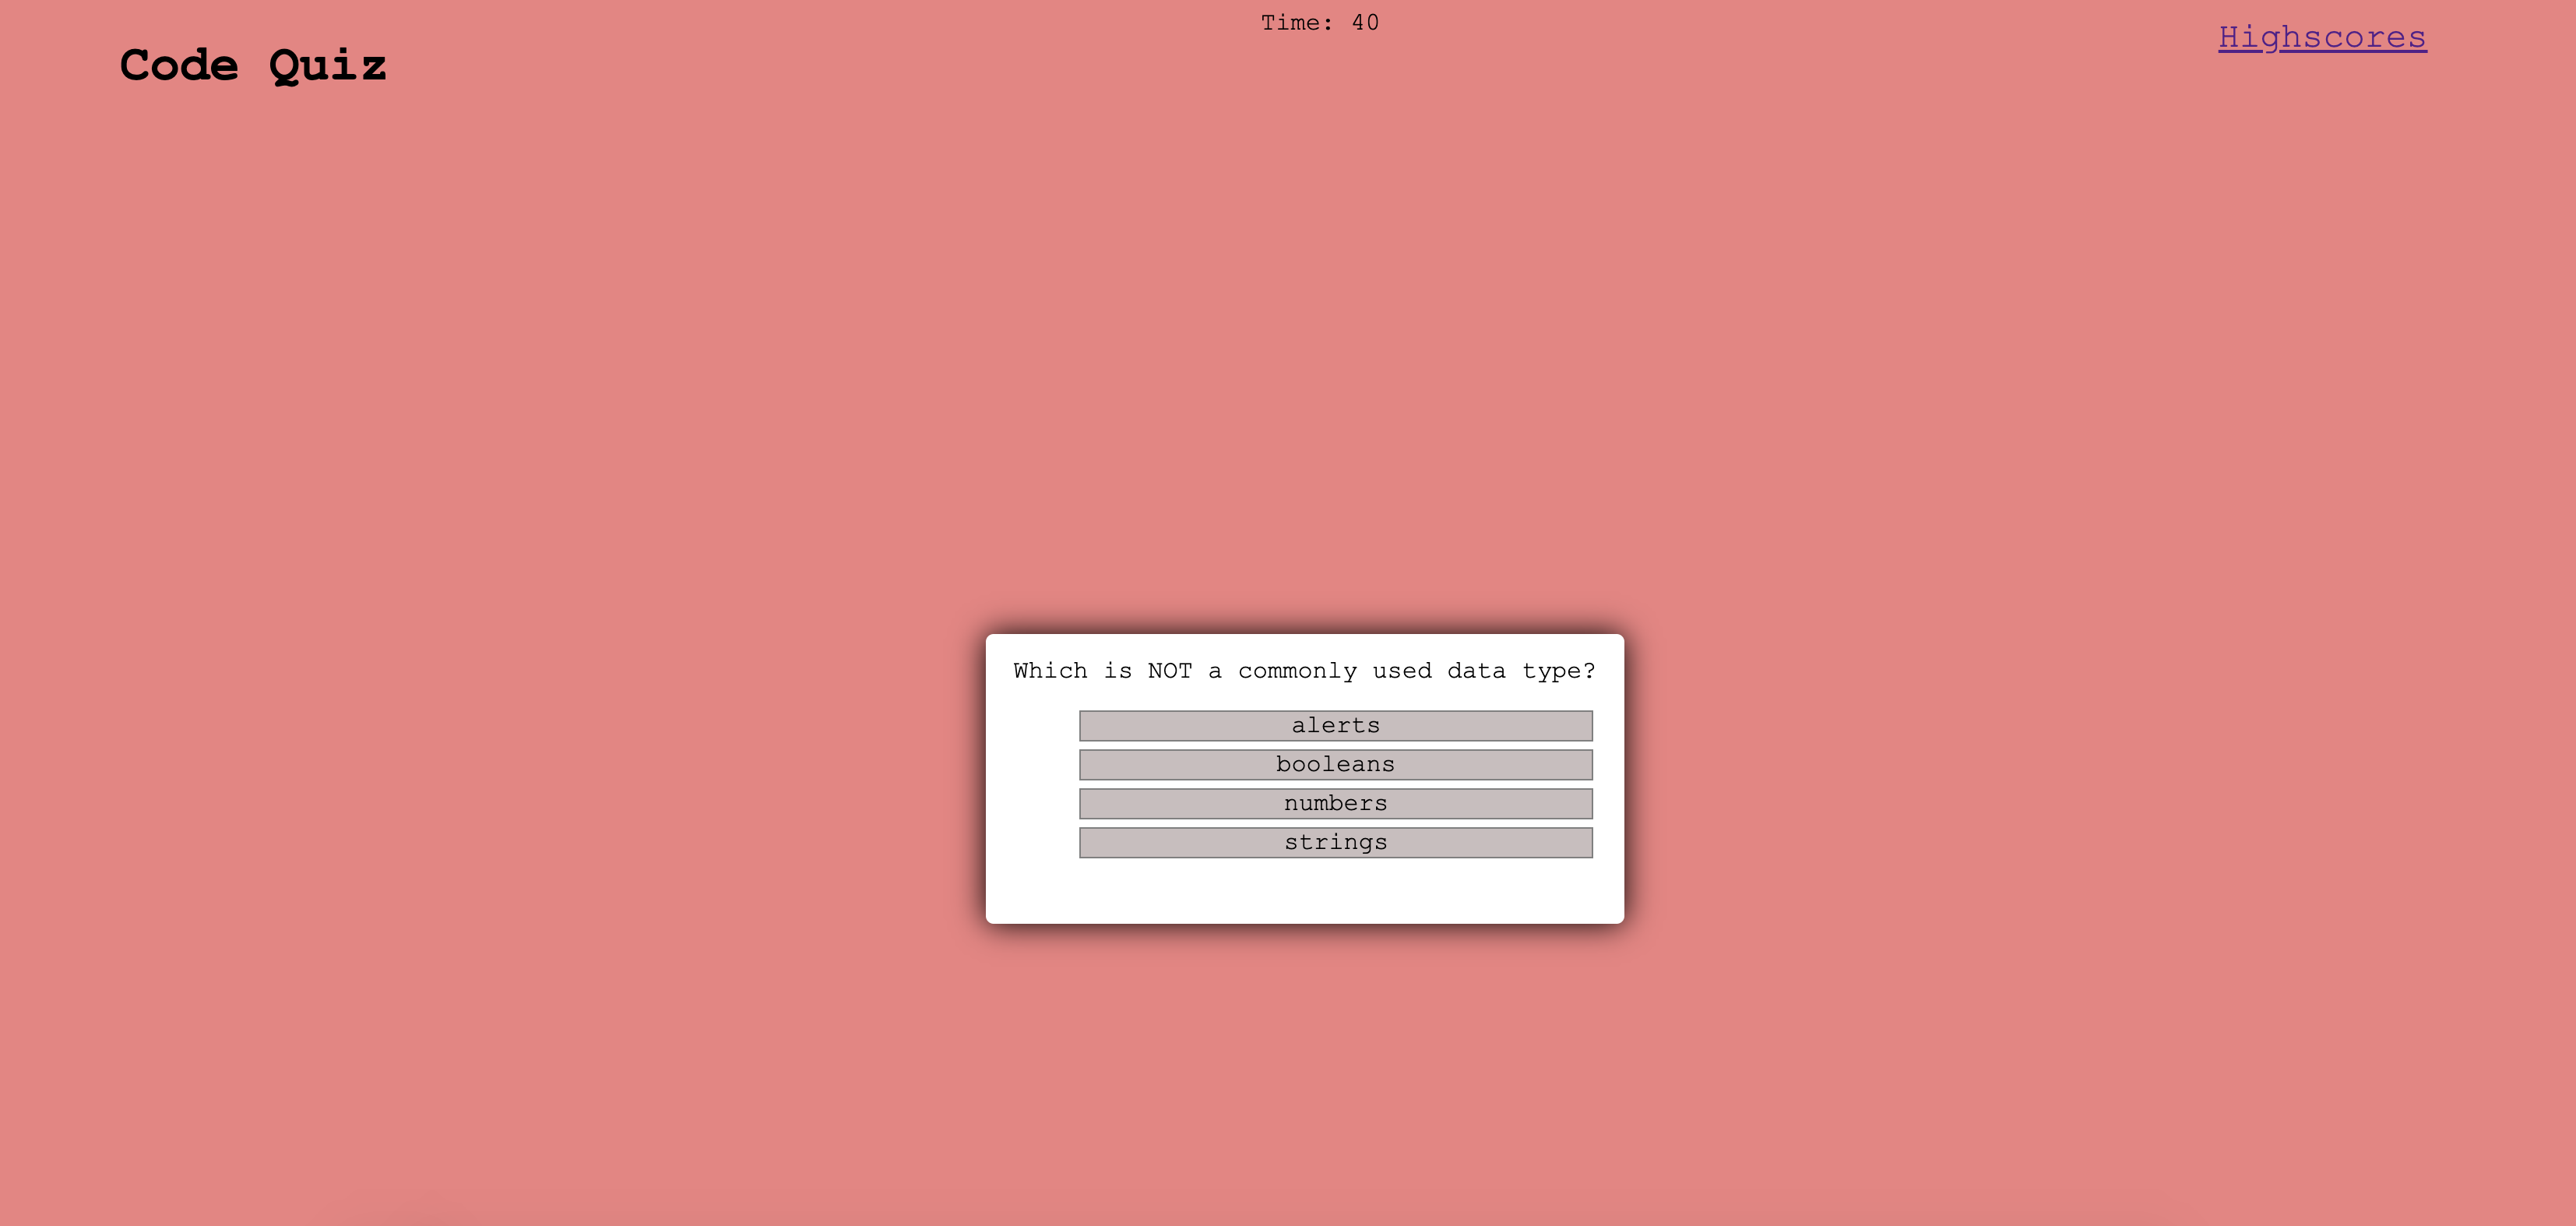 Time: 40
Highscores
Code Quiz
Which is NOT a commonly used data type?
alerts
booleans
numbers
strings